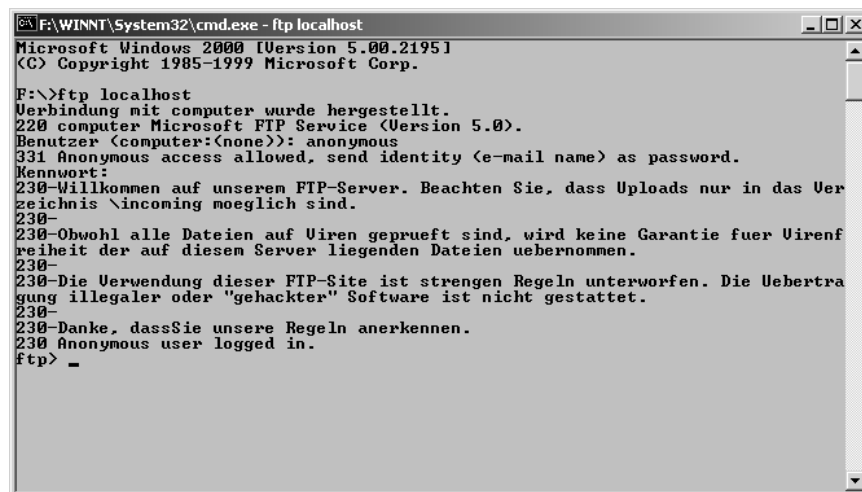 F:\WINNT\System32\cmd.exe - ftp localhost
Microsoft Windows 2000 [Version 5.00.2195]
(C) Copyright 1985-1999 Microsoft Corp.
F:\>ftp localhost
Verbindung mit computer wurde hergestellt.
220 computer Microsoft FTP Service (Version 5.0).
Benutzer (computer:(none)): anonymous
331 Anonymous access allowed, send identity (e-mail name) as password.
Kennwort:
230-Willkommen auf unserem FTP-Server. Beachten Sie, dass Uploads nur in das Ver
zeichnis \incoming moeglich sind.
230-
230-Obwohl alle Dateien auf Viren geprueft sind, wird keine Garantie fuer Virenf
reiheit der auf diesem Server liegenden Dateien uebernommen.
230-
230-Die Verwendung dieser FTP-Site ist strengen Regeln unterworfen. Die Uebertra
gung illegaler oder "gehackter" Software ist nicht gestattet.
230-
230-Danke, dassSie unsere Regeln anerkennen.
230 Anonymous user logged in.
ftp> _